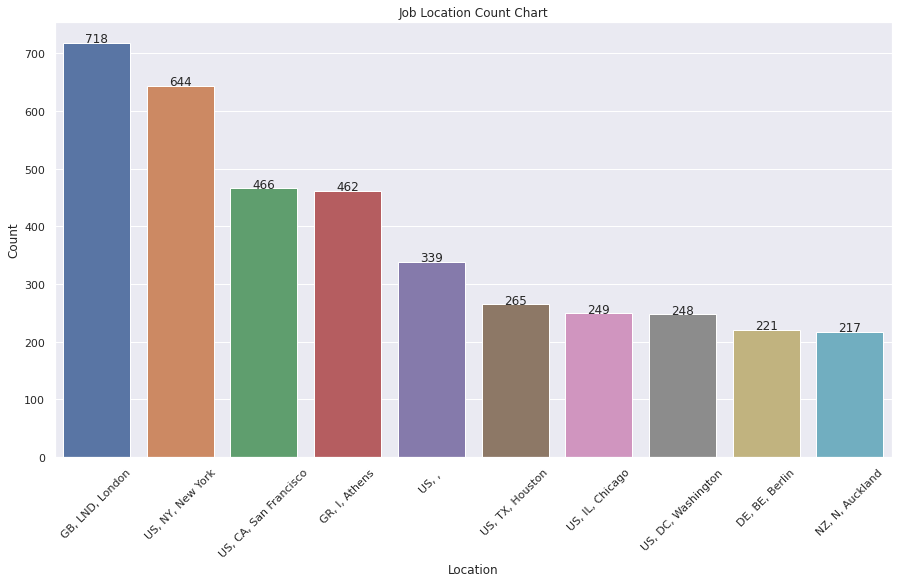 Job Location Count Chart
718
644
466
462
339
265
249
248
221
217
700
600
500
400
300
200
100
0
Count
GB, LND, London
US, NY, New York
US, CA, San Francisco
GR, I, Athens
US, ,
US, TX, Houston
US, IL, Chicago
US, DC, Washington
DE, BE, Berlin
NZ, N, Auckland
Location